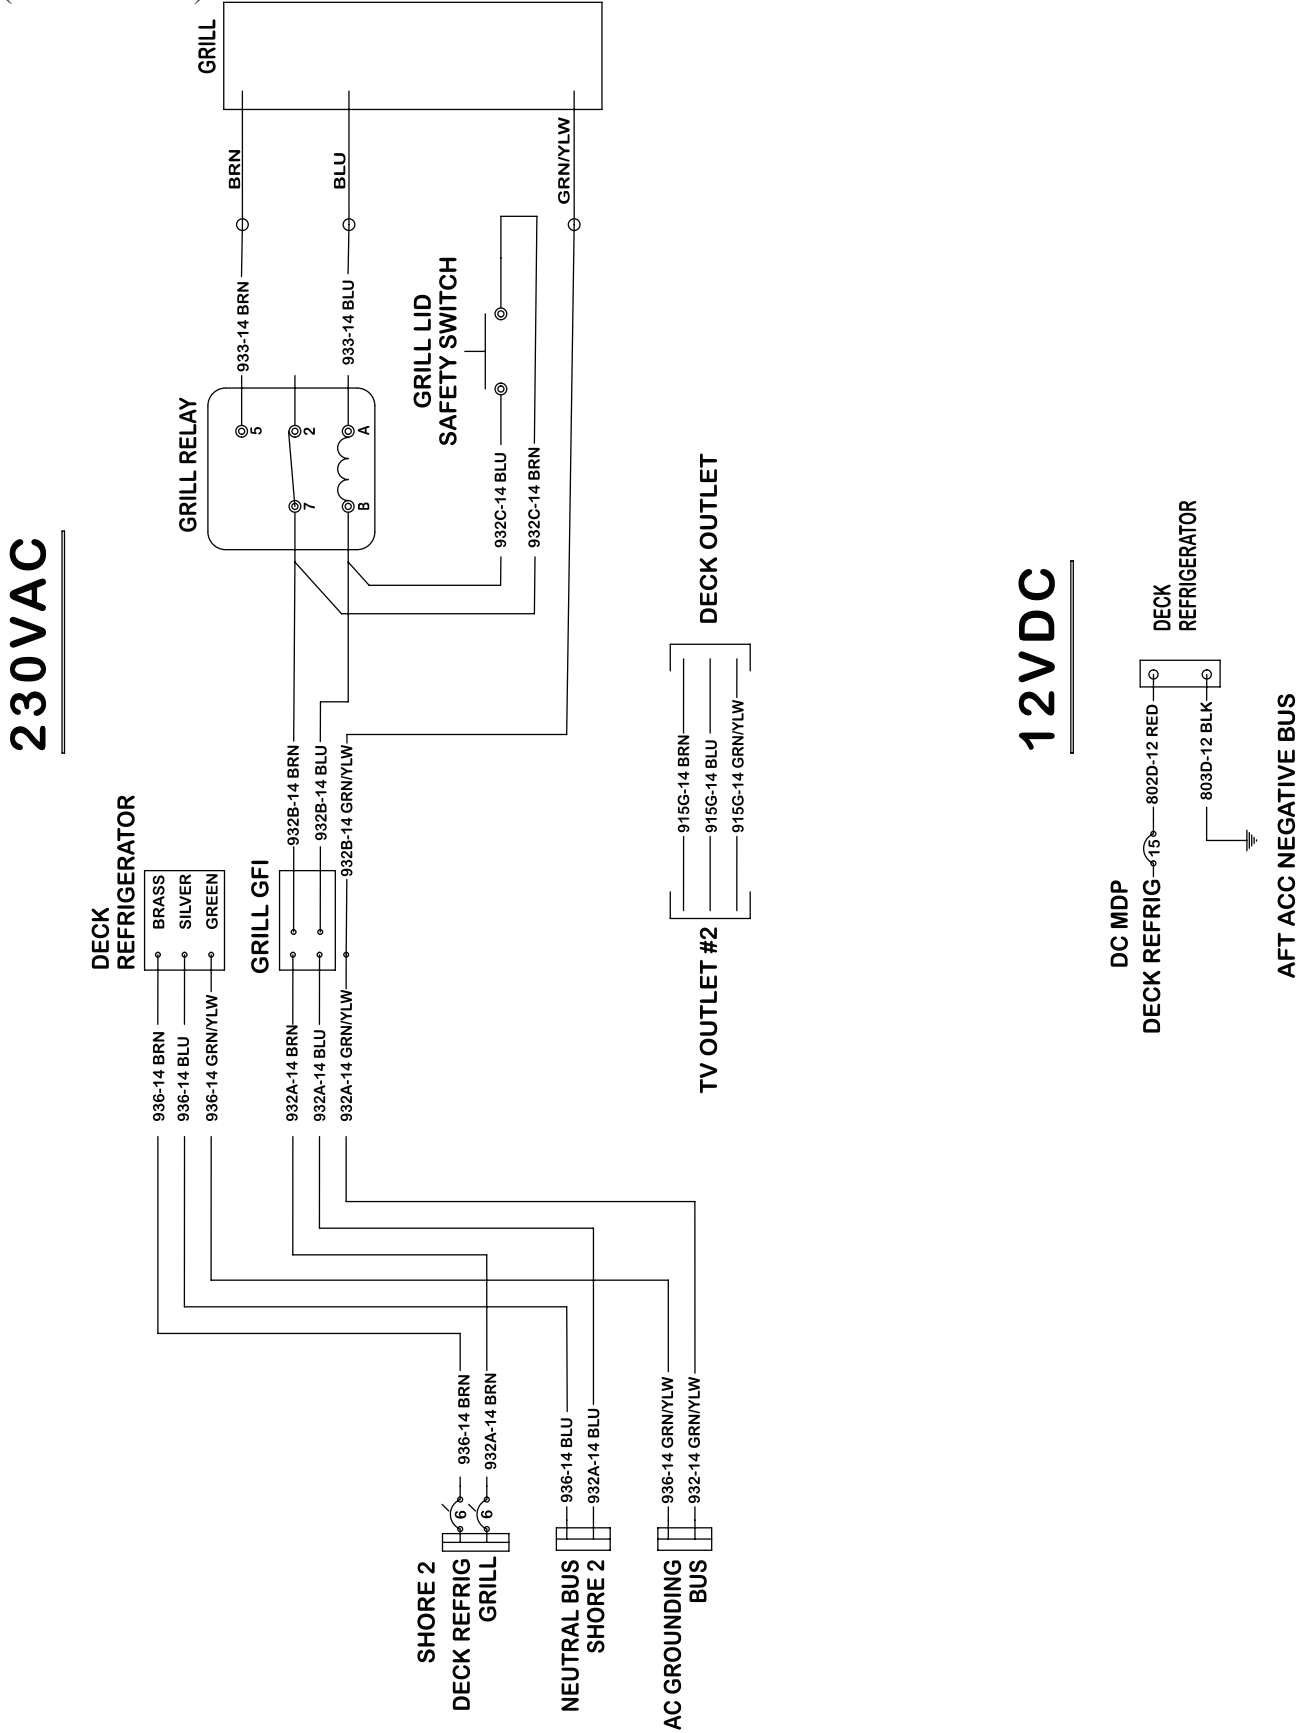 230VAC
DECK
REFRIGERATOR
BRASS
SILVER
GREEN
936-14 BRN
936-14 BLU
936-14 GRN/YLW
GRILL GFI
932A-14 BRN
932A-14 BLU
932A-14 GRN/YLW
932B-14 BRN
932B-14 BLU
932B-14 GRN/YLW
GRILL RELAY
5
2
7
A
B
933-14 BRN
933-14 BLU
BRN
BLU
GRN/YLW
GRILL
GRILL LID
SAFETY SWITCH
932C-14 BLU
932C-14 BRN
SHORE 2
DECK REFRIG
GRILL
6
6
936-14 BRN
932A-14 BRN
NEUTRAL BUS
SHORE 2
936-14 BLU
932A-14 BLU
AC GROUNDING
BUS
936-14 GRN/YLW
932-14 GRN/YLW
TV OUTLET #2
915G-14 BRN
915G-14 BLU
915G-14 GRN/YLW
DECK OUTLET
12VDC
DC MDP
DECK REFRIG
15
802D-12 RED
803D-12 BLK
DECK
REFRIGERATOR
AFT ACC NEGATIVE BUS